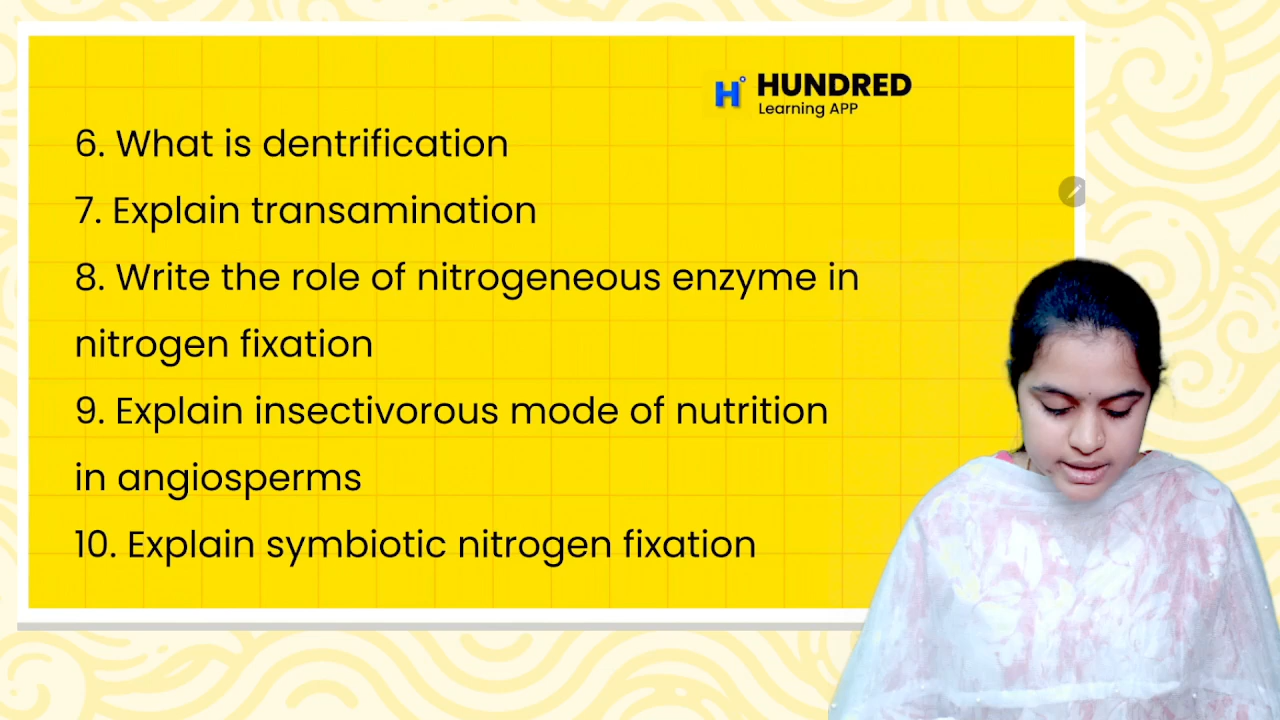 HUNDRED
Learning APP
6. What is dentrification
7. Explain transamination
8. Write the role of nitrogeneous enzyme in
nitrogen fixation
9. Explain insectivorous mode of nutrition
in angiosperms
10. Explain symbiotic nitrogen fixation